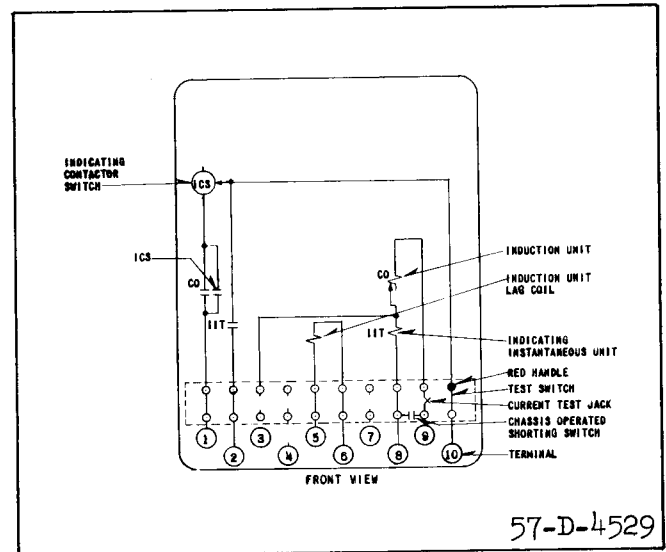 INDICATING
CONTACTOR
SWITCH
ICS
ICS
CO
IIT
CO
IIT
INDUCTION UNIT
INDUCTION UNIT
LAG COIL
INDICATING
INSTANTANEOUS UNIT
RED HANDLE
TEST SWITCH
CURRENT TEST JACK
CHASSIS OPERATED
SHORTING SWITCH
TERMINAL
1
2
3
4
5
6
7
8
9
10
FRONT VIEW
57-D-4529